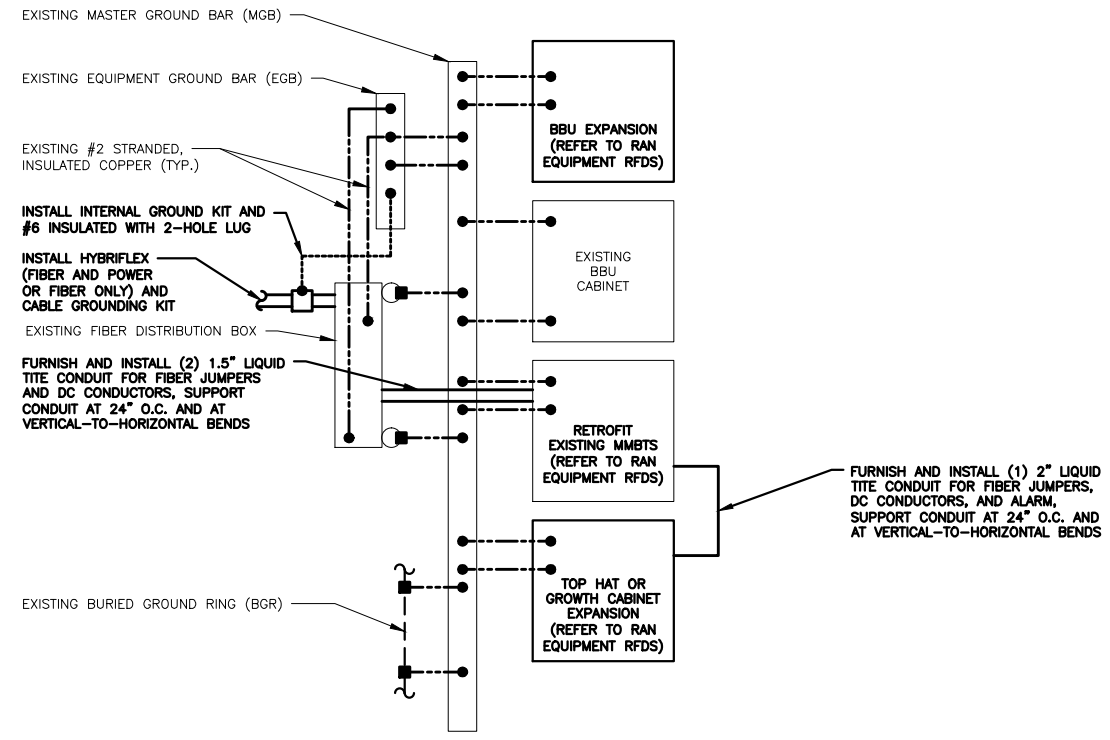 EXISTING MASTER GROUND BAR (MGB)
EXISTING EQUIPMENT GROUND BAR (EGB)
EXISTING #2 STRANDED,
INSULATED COPPER (TYP.)
INSTALL INTERNAL GROUND KIT AND
#6 INSULATED WITH 2-HOLE LUG
INSTALL HYBRIFLEX
(FIBER AND POWER
OR FIBER ONLY) AND
CABLE GROUNDING KIT
EXISTING FIBER DISTRIBUTION BOX
FURNISH AND INSTALL (2) 1.5" LIQUID
TITE CONDUIT FOR FIBER JUMPERS
AND DC CONDUCTORS, SUPPORT
CONDUIT AT 24" O.C. AND AT
VERTICAL-TO-HORIZONTAL BENDS
EXISTING BURIED GROUND RING (BGR)
BBU EXPANSION
(REFER TO RAN
EQUIPMENT RFDS)
EXISTING
BBU
CABINET
RETROFIT
EXISTING MMBTS
(REFER TO RAN
EQUIPMENT RFDS)
TOP HAT OR
GROWTH CABINET
EXPANSION
(REFER TO RAN
EQUIPMENT RFDS)
FURNISH AND INSTALL (1) 2" LIQUID
TITE CONDUIT FOR FIBER JUMPERS,
DC CONDUCTORS, AND ALARM,
SUPPORT CONDUIT AT 24" O.C. AND
AT VERTICAL-TO-HORIZONTAL BENDS